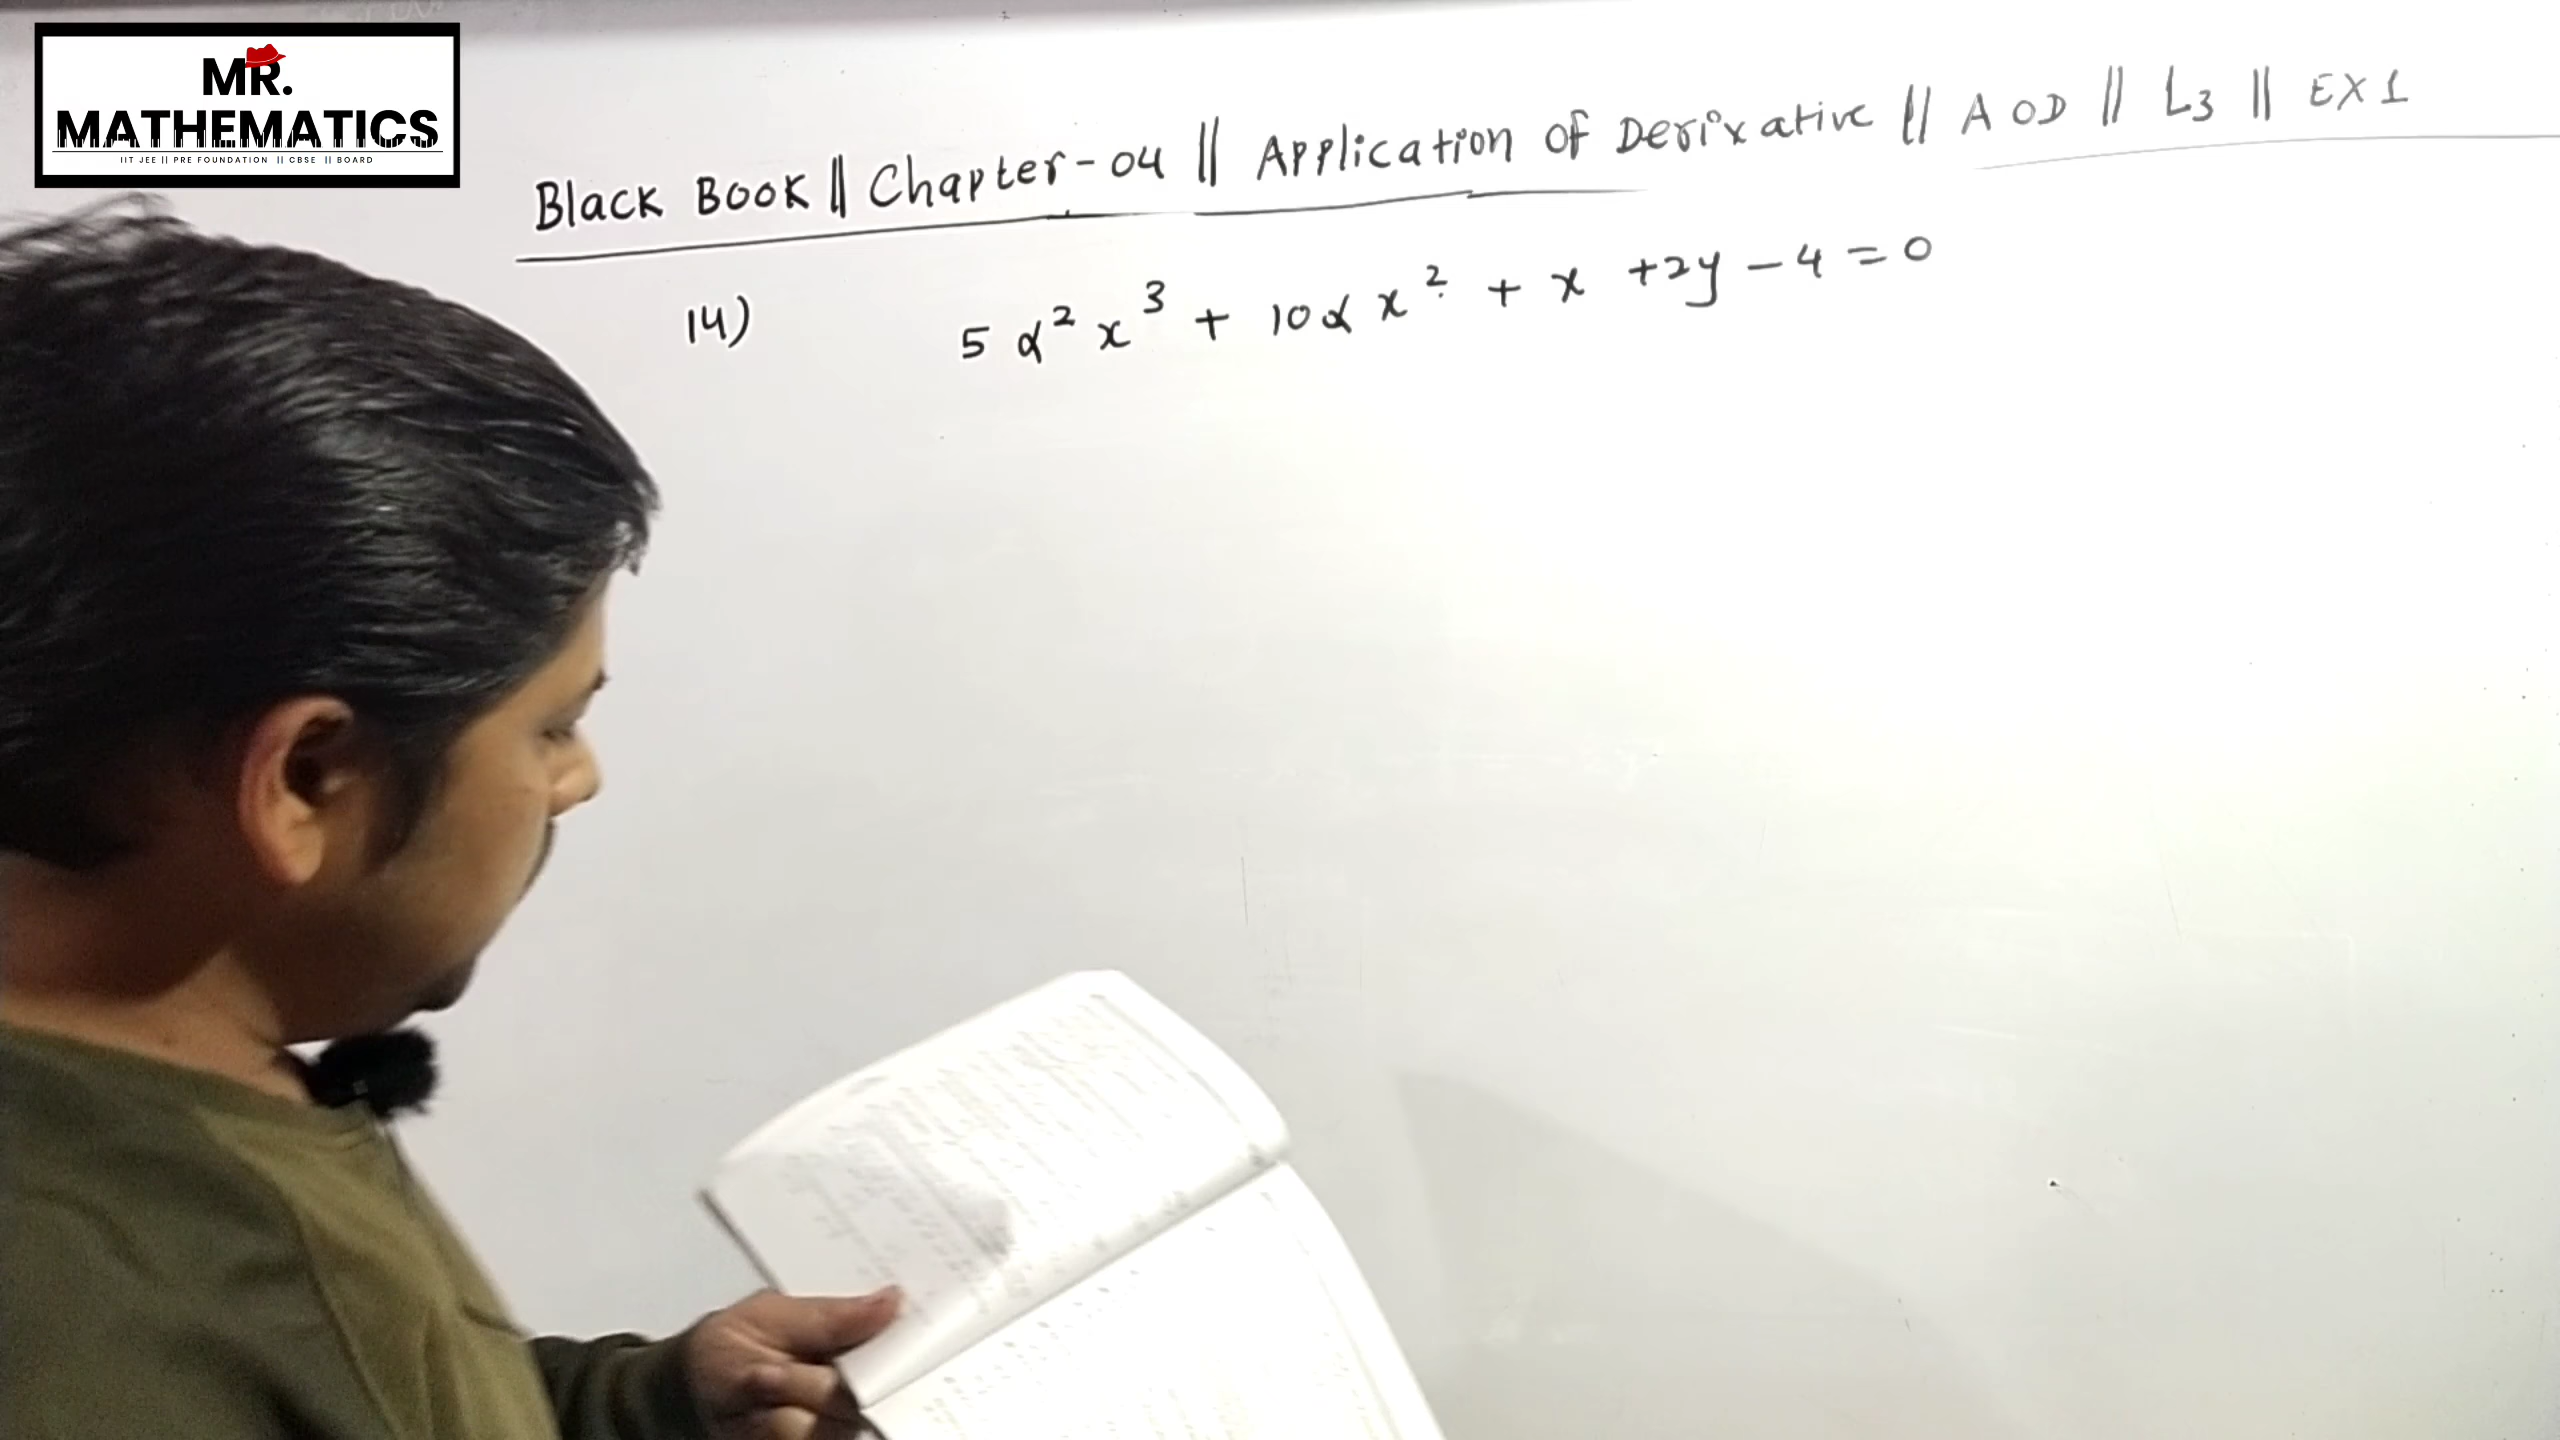 MR.
MATHEMATICS
IIT JEE || PRE FOUNDATION || CBSE || BOARD
Black Book || Chapter-04 || Application of Derivative || AOD || L3 || EX1
14) 5α²x³ + 10αx² + x + 2y - 4 = 0